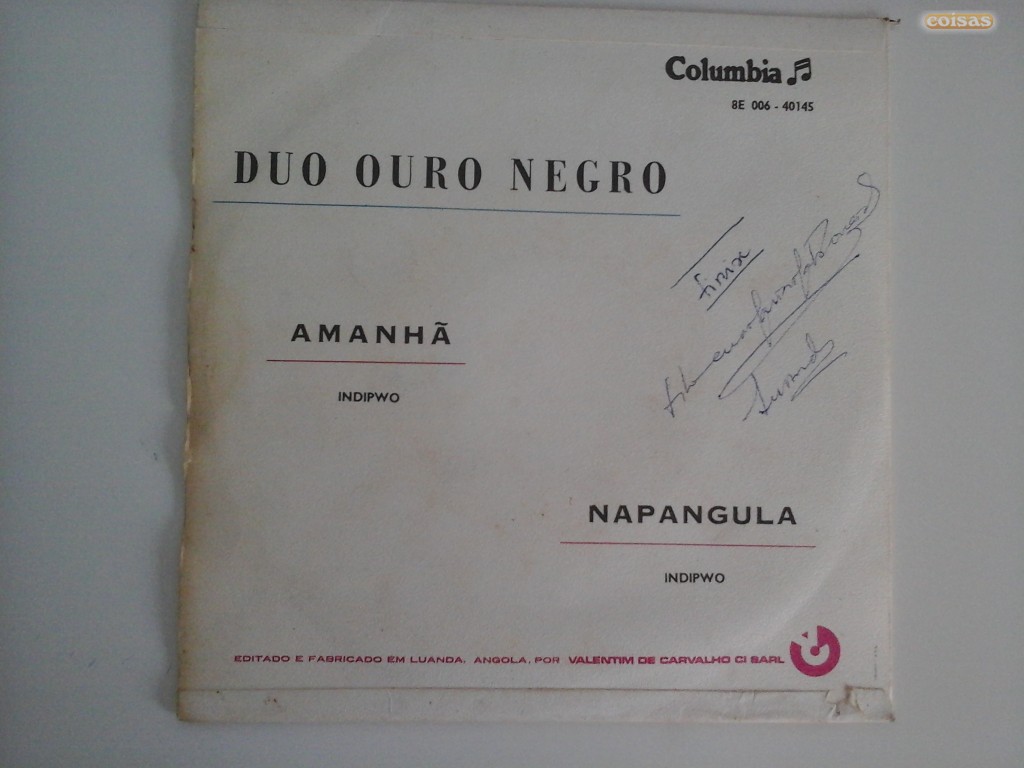 coisas
Columbia
8E 006 - 40145
DUO OURO NEGRO
AMANHÃ
INDIPWO
NAPANGULA
INDIPWO
EDITADO E FABRICADO EM LUANDA, ANGOLA, POR VALENTIM DE CARVALHO CI SARL